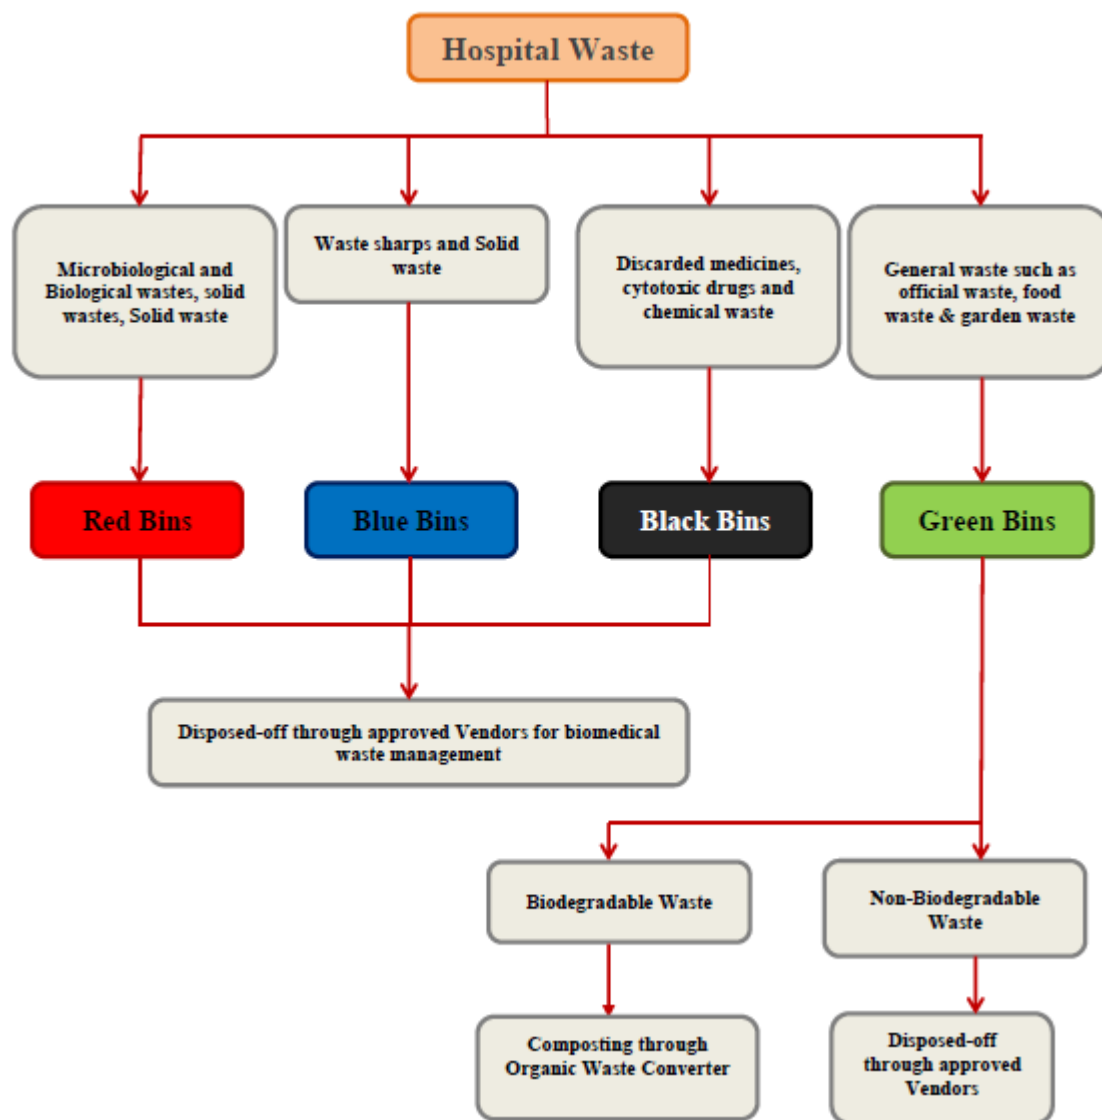 Hospital Waste
Microbiological and
Biological wastes, solid
wastes, Solid waste
Waste sharps and Solid
waste
Discarded medicines,
cytotoxic drugs and
chemical waste
General waste such as
official waste, food
waste & garden waste
Red Bins
Blue Bins
Black Bins
Green Bins
Disposed-off through approved Vendors for biomedical
waste management
Biodegradable Waste
Non-Biodegradable
Waste
Composting through
Organic Waste Converter
Disposed-off
through approved
Vendors